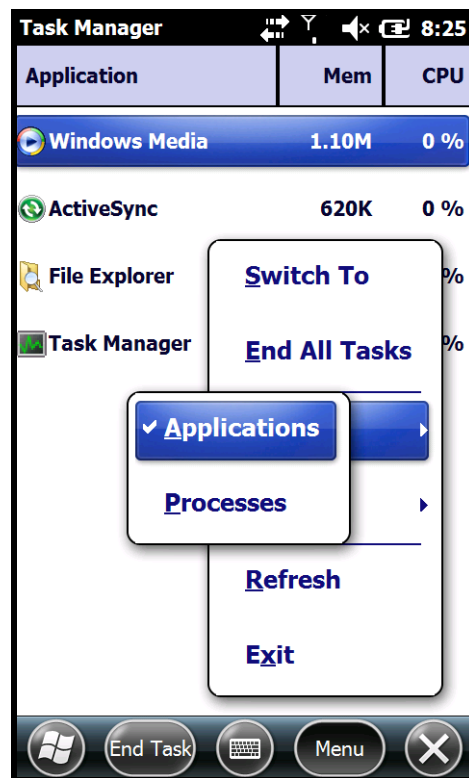 Task Manager 8:25
Application Mem CPU
Windows Media 1.10M 0 %
ActiveSync 620K 0 %
File Explorer %
Task Manager %
Switch To
End All Tasks
Applications
Processes
Refresh
Exit
End Task Menu